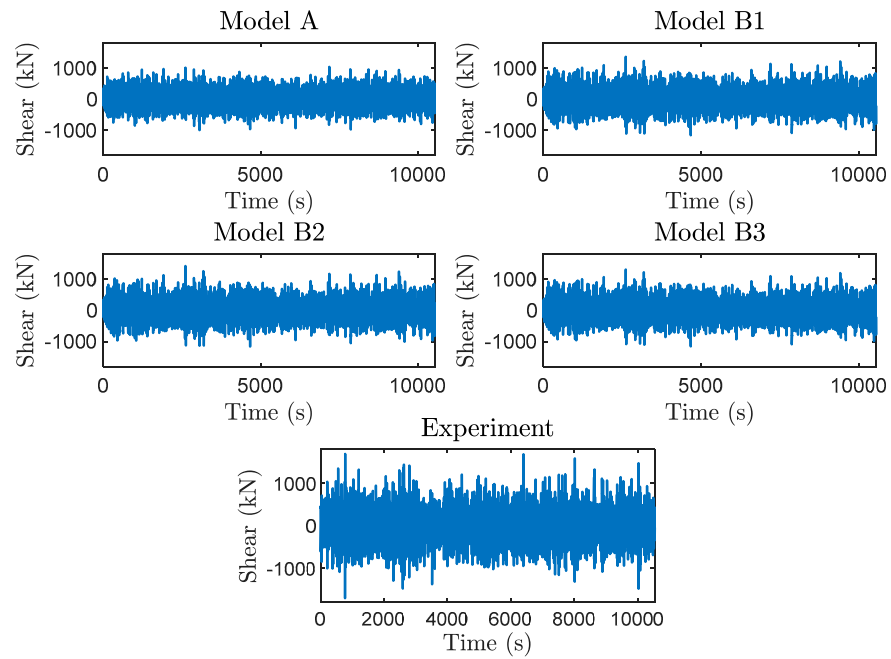 Model A
Shear (kN)
1000
0
-1000
0 5000 10000
Time (s)
Model B1
Shear (kN)
1000
0
-1000
0 5000 10000
Time (s)
Model B2
Shear (kN)
1000
0
-1000
0 5000 10000
Time (s)
Model B3
Shear (kN)
1000
0
-1000
0 5000 10000
Time (s)
Experiment
Shear (kN)
1000
0
-1000
0 2000 4000 6000 8000 10000
Time (s)